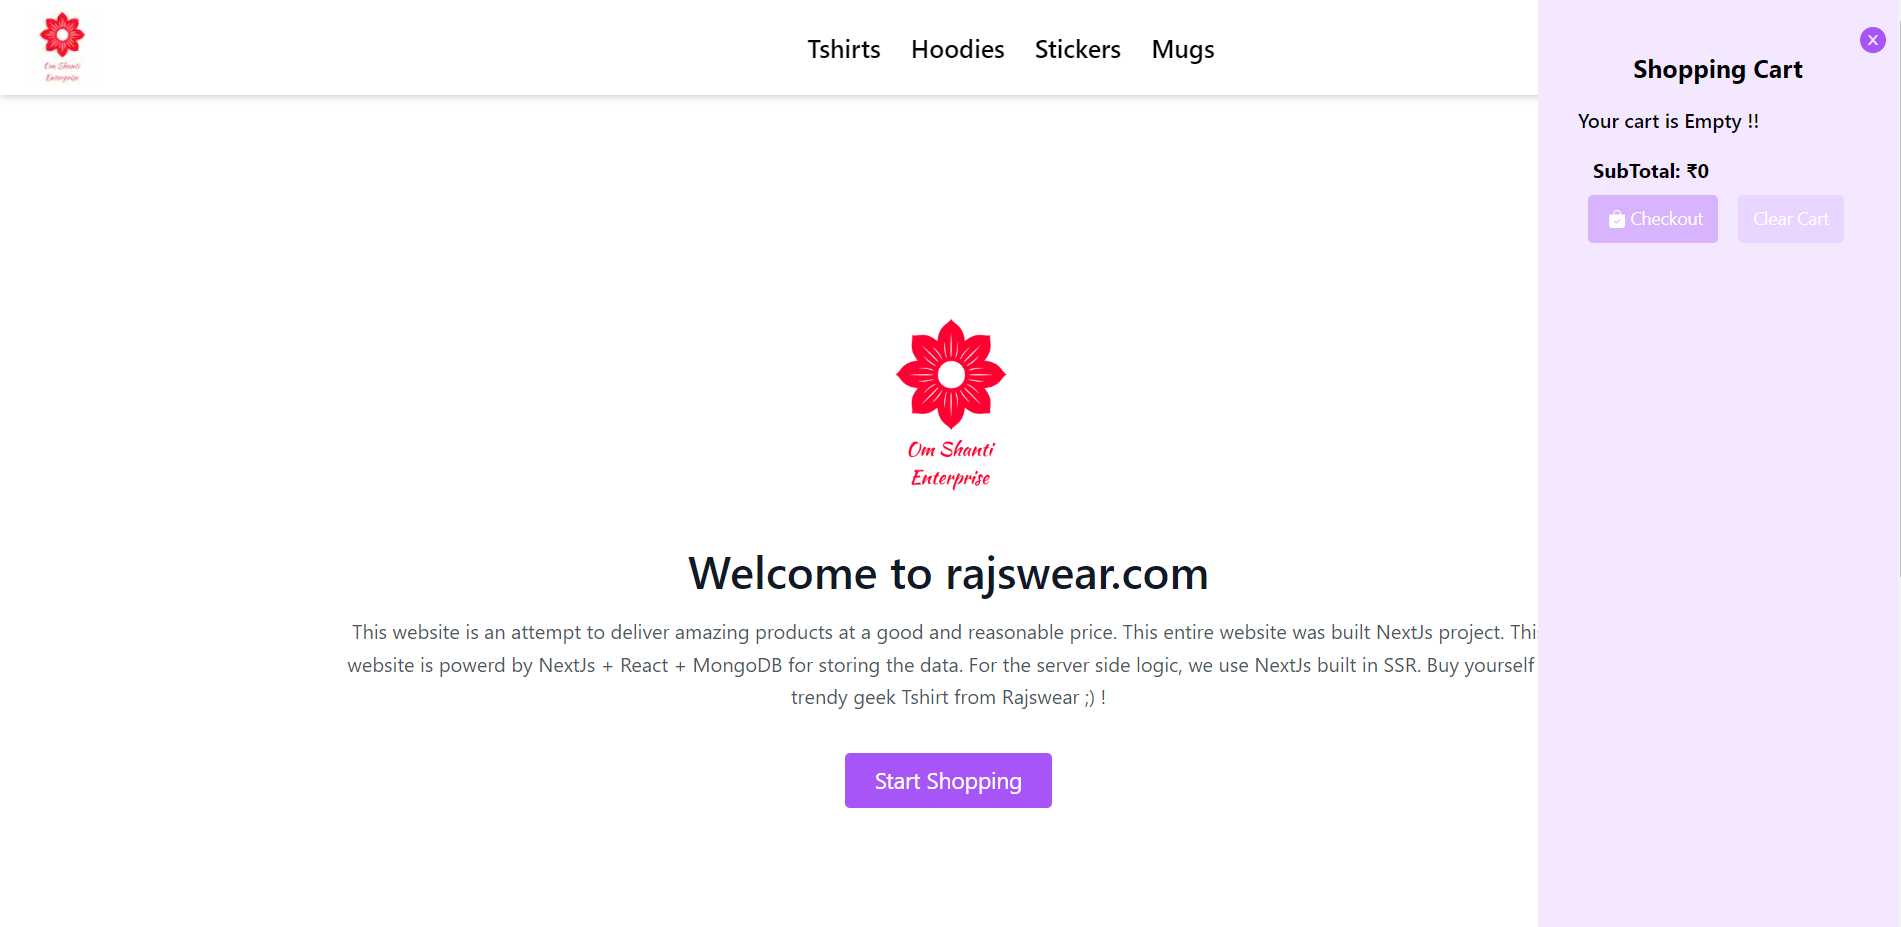 Om Shanti
Enterprise
Tshirts Hoodies Stickers Mugs
Shopping Cart
Your cart is Empty !!
SubTotal: ₹0
Checkout Clear Cart
Om Shanti
Enterprise
Welcome to rajswear.com
This website is an attempt to deliver amazing products at a good and reasonable price. This entire website was built NextJs project. This
website is powerd by NextJs + React + MongoDB for storing the data. For the server side logic, we use NextJs built in SSR. Buy yourself
trendy geek Tshirt from Rajswear ;) !
Start Shopping